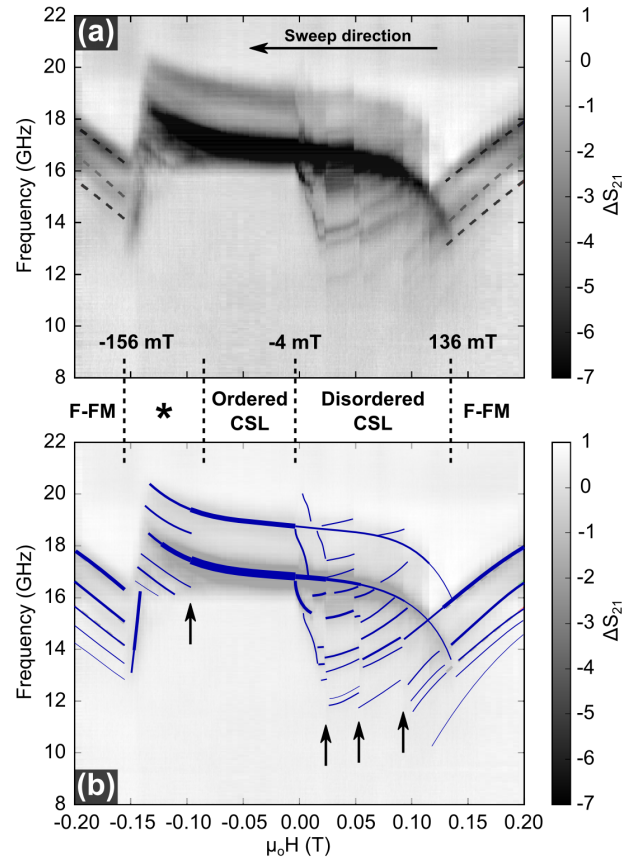 (a)
Sweep direction
22
20
18
16
14
12
10
8
Frequency (GHz)
-156 mT
-4 mT
136 mT
1
0
-1
-2
-3
-4
-5
-6
-7
ΔS21
F-FM
*
Ordered CSL
Disordered CSL
F-FM
22
20
18
16
14
12
10
8
Frequency (GHz)
(b)
-0.20 -0.15 -0.10 -0.05 0.00 0.05 0.10 0.15 0.20
μoH (T)
1
0
-1
-2
-3
-4
-5
-6
-7
ΔS21